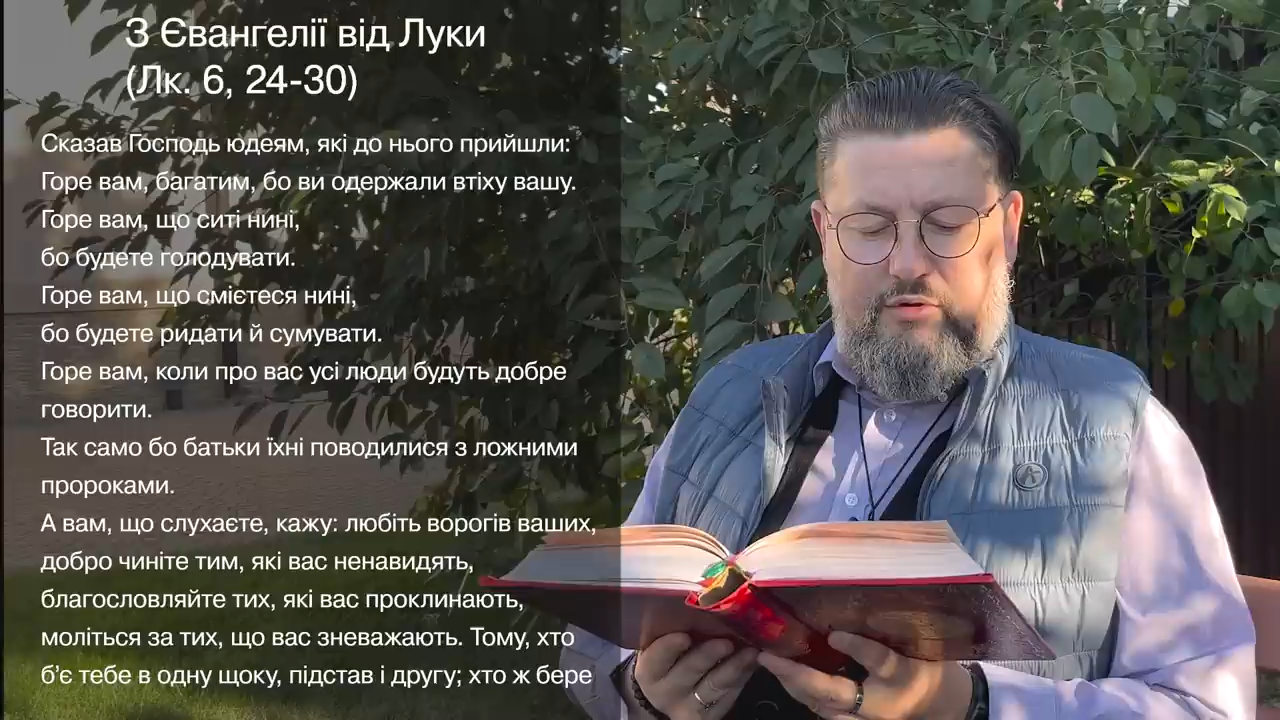 З Євангелії від Луки
(Лк. 6, 24-30)
Сказав Господь юдеям, які до нього прийшли:
Горе вам, багатим, бо ви одержали втіху вашу.
Горе вам, що ситі нині,
бо будете голодувати.
Горе вам, що смієтеся нині,
бо будете ридати й сумувати.
Горе вам, коли про вас усі люди будуть добре
говорити.
Так само бо батьки їхні поводилися з ложними
пророками.
А вам, що слухаєте, кажу: любіть ворогів ваших,
добро чиніте тим, які вас ненавидять,
благословляйте тих, які вас проклинають,
моліться за тих, що вас зневажають. Тому, хто
б’є тебе в одну щоку, підстав і другу; хто ж бере